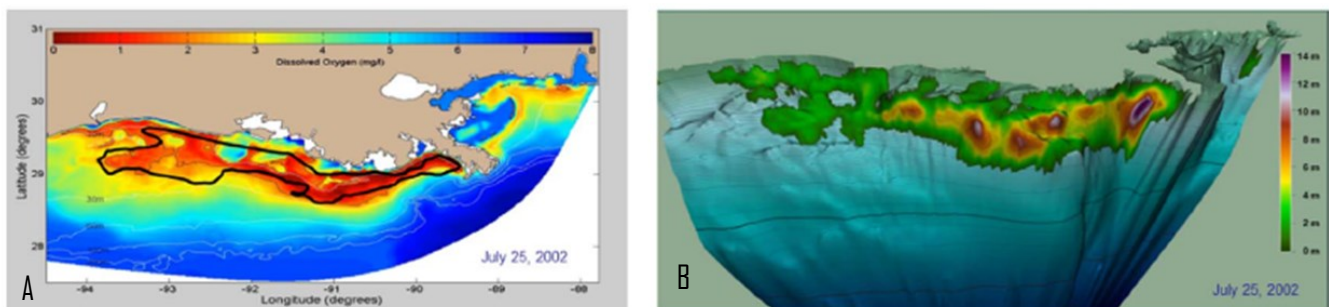 31
30
29
28
Latitude (degrees)
0 1 2 3 4 5 6 7 8
Dissolved Oxygen (mg/l)
30m
July 25, 2002
A
-94 -93 -92 -91 -90 -89 -88
Longitude (degrees)
14 m
12 m
10 m
8 m
6 m
4 m
2 m
0 m
B
July 25, 2002